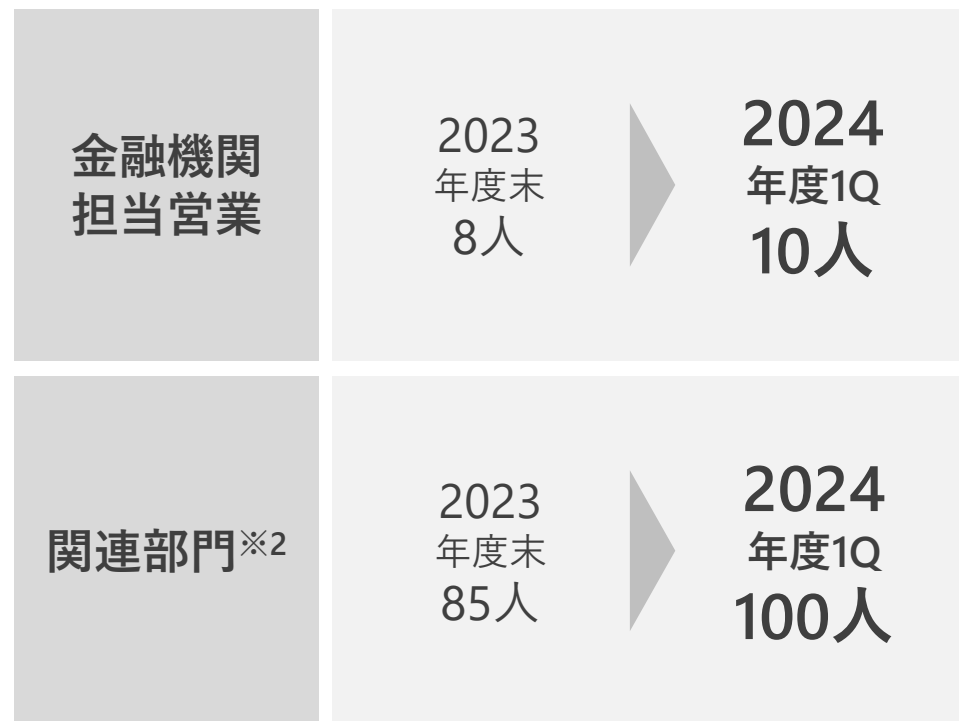 金融機関
担当営業
2023
年度末
8人
2024
年度1Q
10人
関連部門※2
2023
年度末
85人
2024
年度1Q
100人